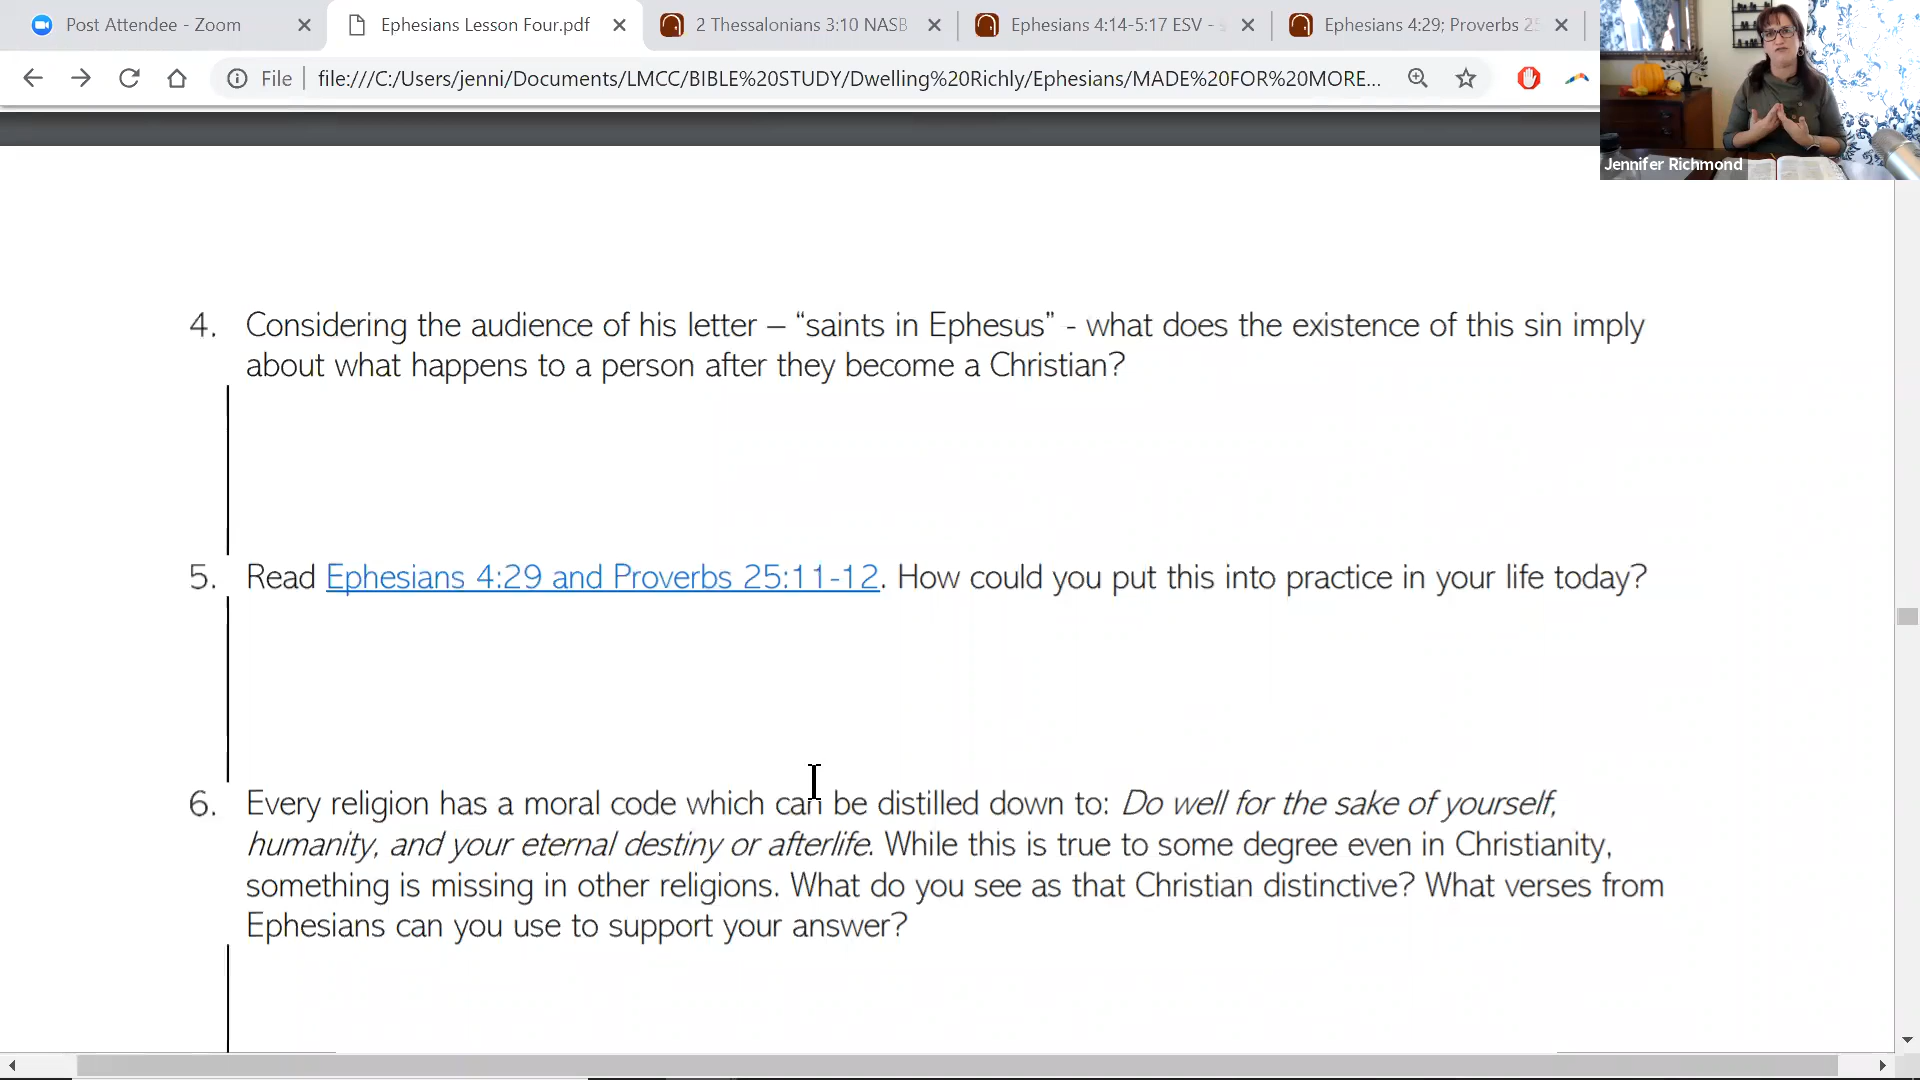 Post Attendee - Zoom
Ephesians Lesson Four.pdf
2 Thessalonians 3:10 NASB
Ephesians 4:14-5:17 ESV -
Ephesians 4:29; Proverbs 25
File
file:///C:/Users/jenni/Documents/LMCC/BIBLE%20STUDY/Dwelling%20Richly/Ephesians/MADE%20FOR%20MORE...
Jennifer Richmond
4. Considering the audience of his letter – “saints in Ephesus” - what does the existence of this sin imply
about what happens to a person after they become a Christian?
5. Read Ephesians 4:29 and Proverbs 25:11-12. How could you put this into practice in your life today?
6. Every religion has a moral code which can be distilled down to: Do well for the sake of yourself,
humanity, and your eternal destiny or afterlife. While this is true to some degree even in Christianity,
something is missing in other religions. What do you see as that Christian distinctive? What verses from
Ephesians can you use to support your answer?